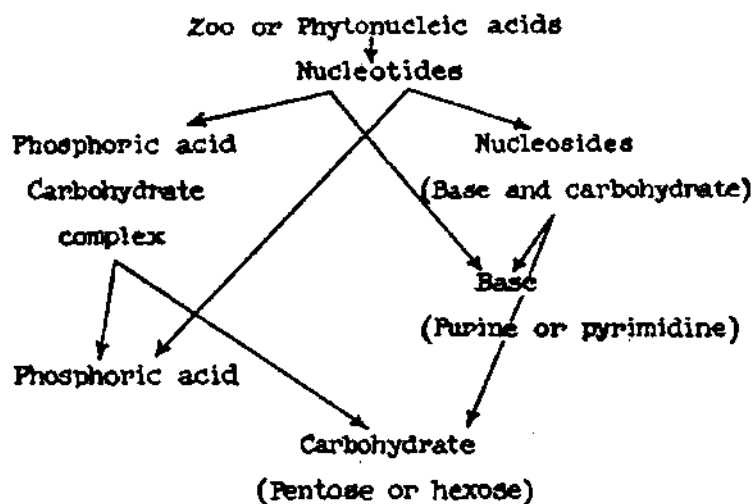 Zoo or Phytonucleic acids
Nucleotides
Phosphoric acid
Carbohydrate
complex
Nucleosides
(Base and carbohydrate)
Base
(Purine or pyrimidine)
Phosphoric acid
Carbohydrate
(Pentose or hexose)